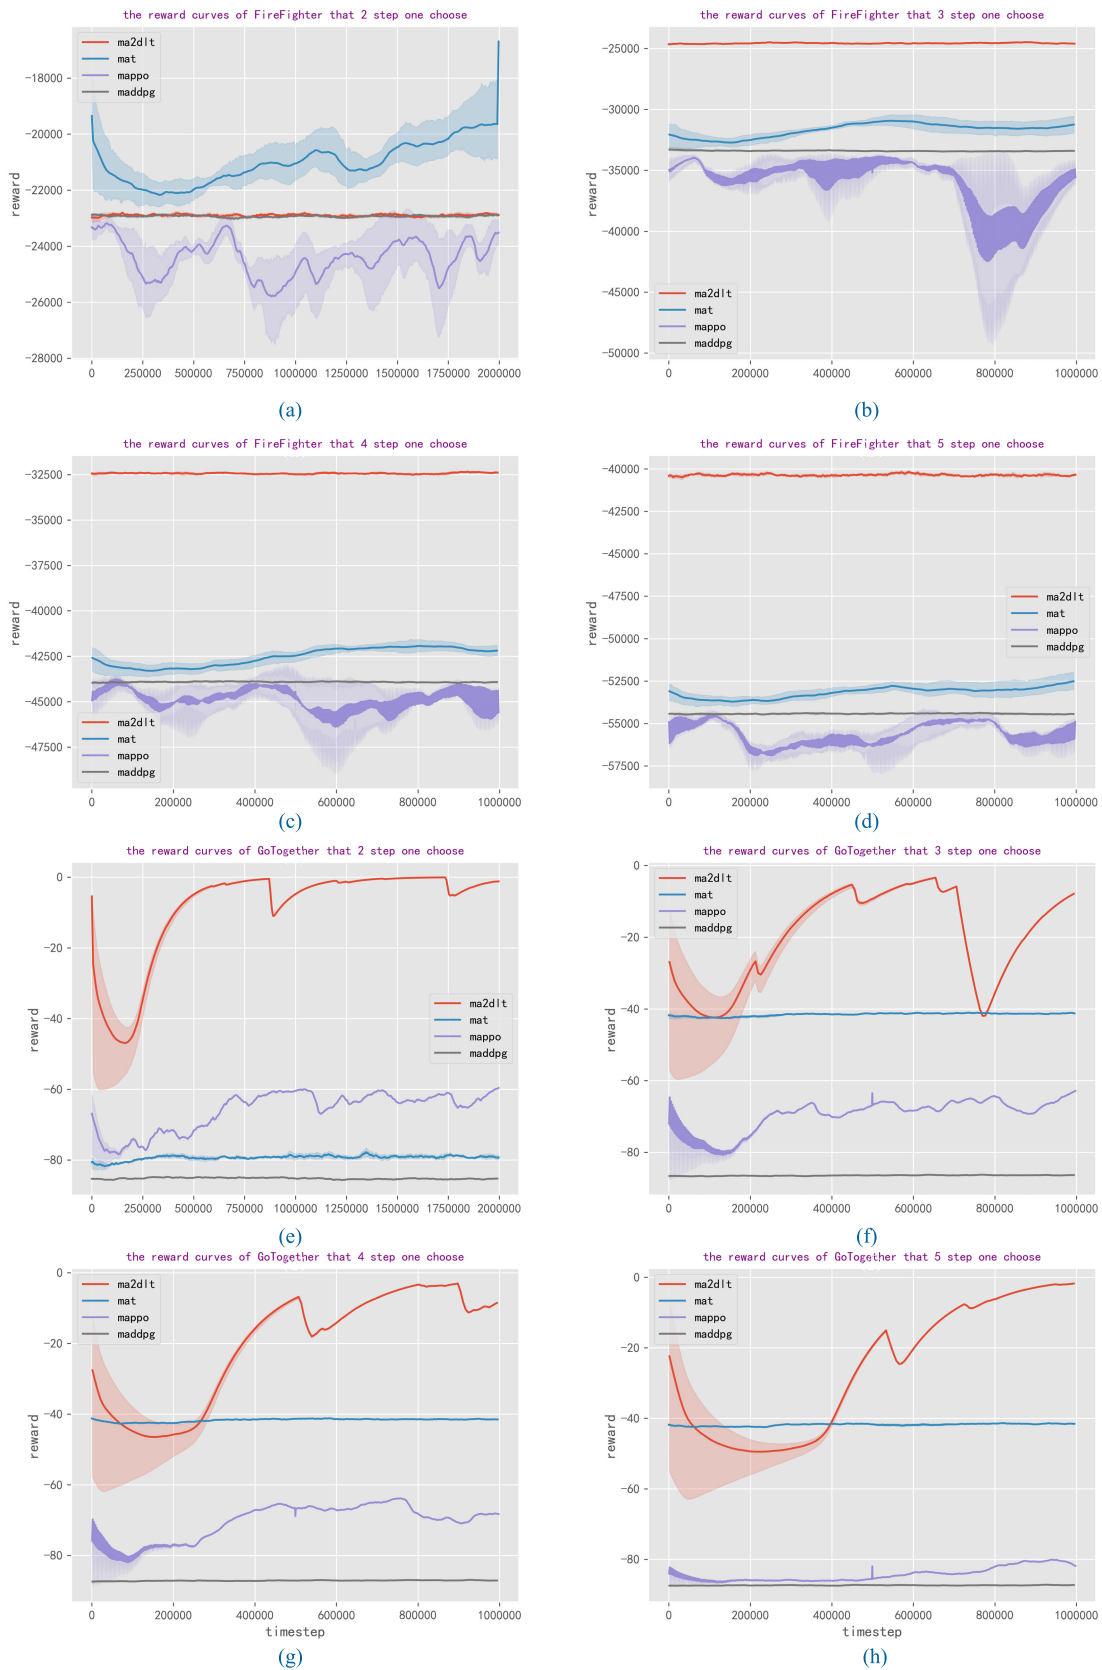 the reward curves of FireFighter that 2 step one choose
ma2dlt
mat
mappo
maddpg
reward
−18000
−20000
−22000
−24000
−26000
−28000
0 250000 500000 750000 1000000 1250000 1500000 1750000 2000000
(a)
the reward curves of FireFighter that 3 step one choose
−25000
−30000
−35000
−40000
−45000
−50000
reward
ma2dlt
mat
mappo
maddpg
0 200000 400000 600000 800000 1000000
(b)
the reward curves of FireFighter that 4 step one choose
−32500
−35000
−37500
−40000
−42500
−45000
−47500
reward
ma2dlt
mat
mappo
maddpg
0 200000 400000 600000 800000 1000000
(c)
the reward curves of FireFighter that 5 step one choose
−40000
−42500
−45000
−47500
−50000
−52500
−55000
−57500
reward
ma2dlt
mat
mappo
maddpg
0 200000 400000 600000 800000 1000000
(d)
the reward curves of GoTogether that 2 step one choose
0
−20
−40
−60
−80
reward
ma2dlt
mat
mappo
maddpg
0 250000 500000 750000 1000000 1250000 1500000 1750000 2000000
(e)
the reward curves of GoTogether that 3 step one choose
0
−20
−40
−60
−80
reward
ma2dlt
mat
mappo
maddpg
0 200000 400000 600000 800000 1000000
(f)
the reward curves of GoTogether that 4 step one choose
0
−20
−40
−60
−80
reward
ma2dlt
mat
mappo
maddpg
0 200000 400000 600000 800000 1000000
timestep
(g)
the reward curves of GoTogether that 5 step one choose
0
−20
−40
−60
−80
reward
ma2dlt
mat
mappo
maddpg
0 200000 400000 600000 800000 1000000
timestep
(h)